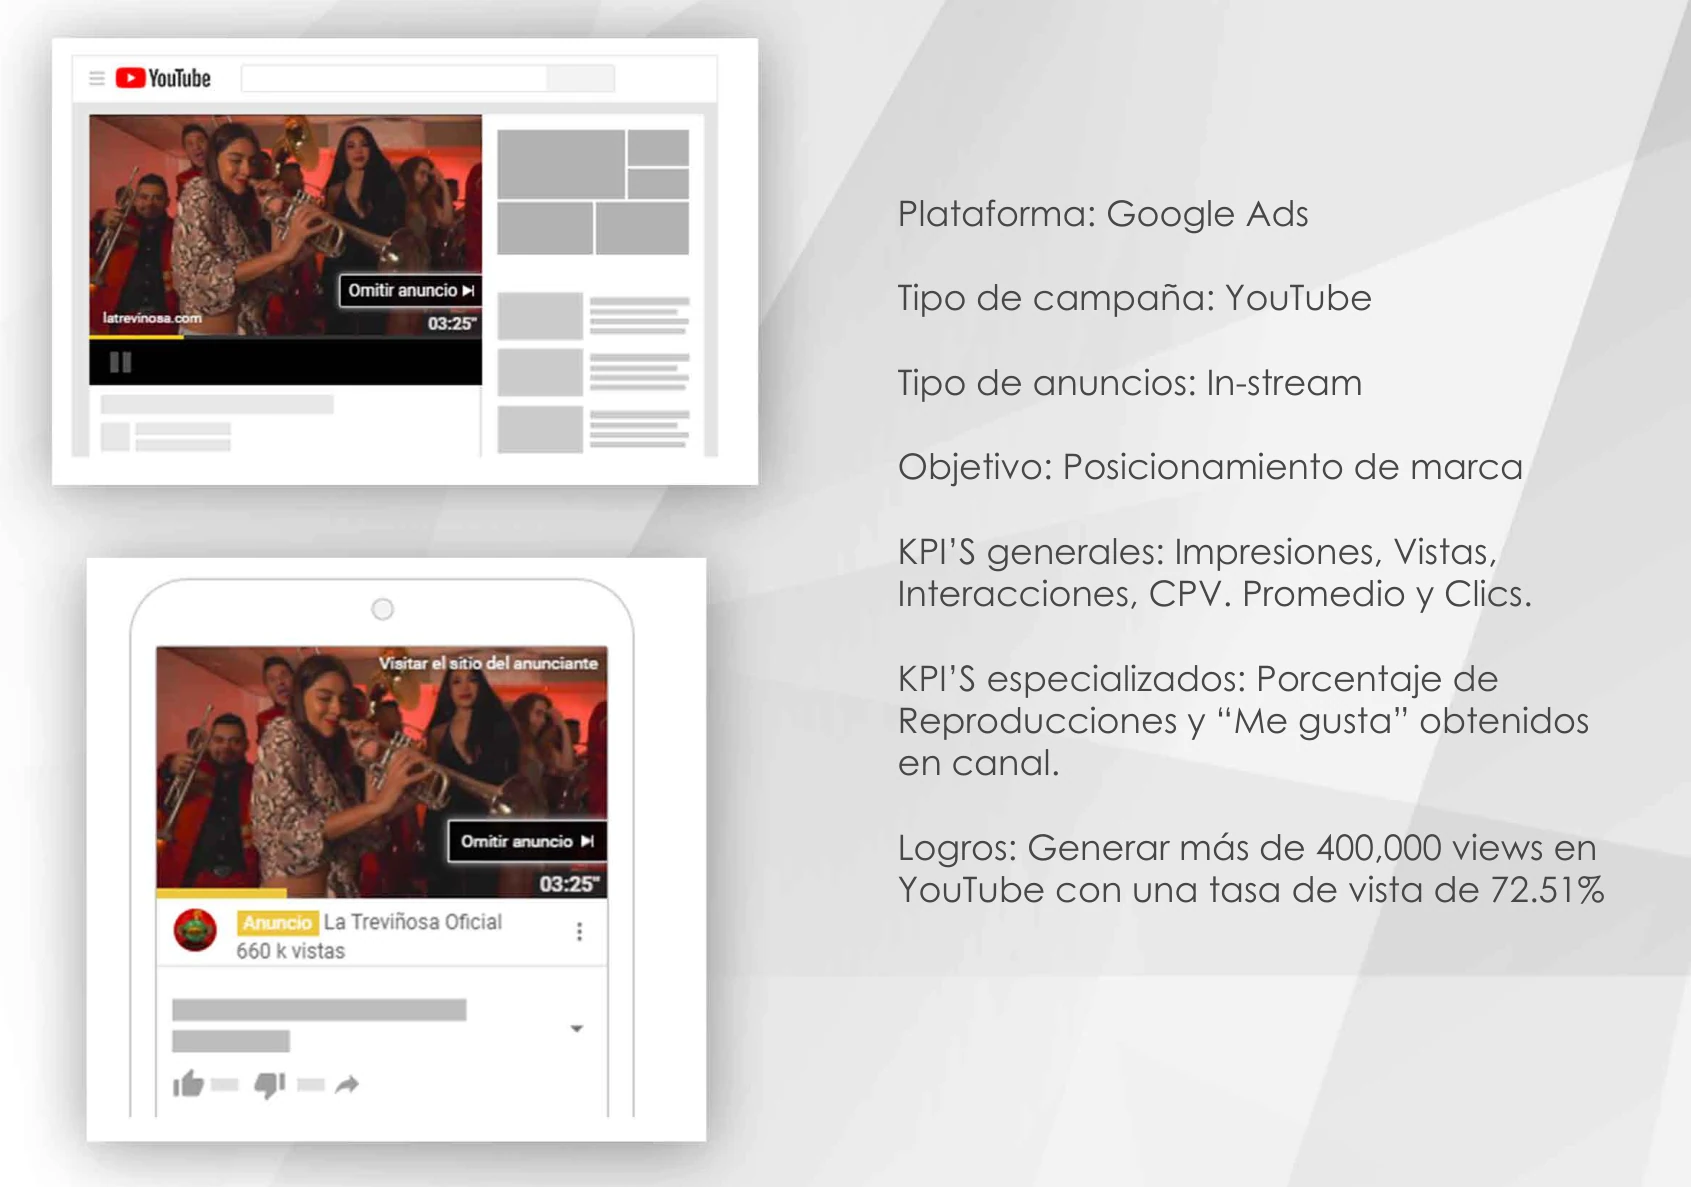 YouTube
Omitir anuncio
latrevinosa.com
03:25"
Visitar el sitio del anunciante
Omitir anuncio
03:25"
Anuncio La Treviñosa Oficial
660 k vistas
Plataforma: Google Ads
Tipo de campaña: YouTube
Tipo de anuncios: In-stream
Objetivo: Posicionamiento de marca
KPI’S generales: Impresiones, Vistas,
Interacciones, CPV. Promedio y Clics.
KPI’S especializados: Porcentaje de
Reproducciones y “Me gusta” obtenidos
en canal.
Logros: Generar más de 400,000 views en
YouTube con una tasa de vista de 72.51%